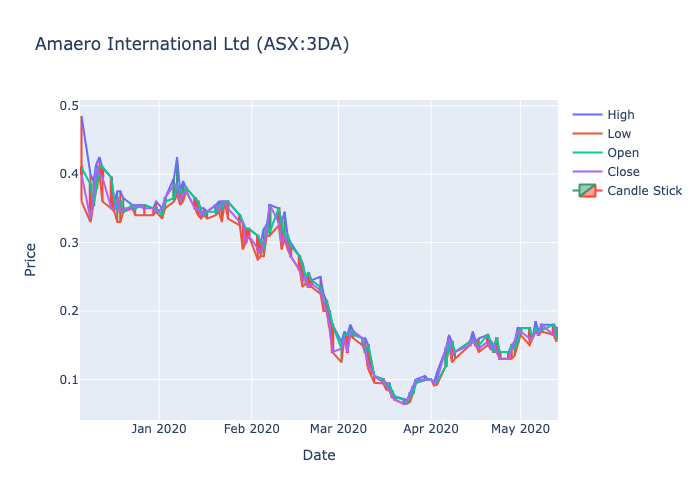 Amaero International Ltd (ASX:3DA)
0.5
0.4
0.3
0.2
0.1
Price
Jan 2020
Feb 2020
Mar 2020
Apr 2020
May 2020
Date
High
Low
Open
Close
Candle Stick